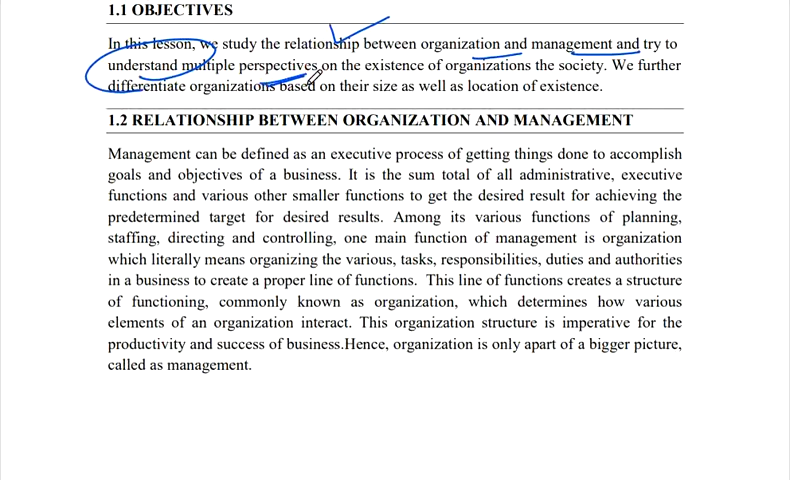 1.1 OBJECTIVES
In this lesson, we study the relationship between organization and management and try to
understand multiple perspectives on the existence of organizations the society. We further
differentiate organizations based on their size as well as location of existence.
1.2 RELATIONSHIP BETWEEN ORGANIZATION AND MANAGEMENT
Management can be defined as an executive process of getting things done to accomplish
goals and objectives of a business. It is the sum total of all administrative, executive
functions and various other smaller functions to get the desired result for achieving the
predetermined target for desired results. Among its various functions of planning,
staffing, directing and controlling, one main function of management is organization
which literally means organizing the various, tasks, responsibilities, duties and authorities
in a business to create a proper line of functions. This line of functions creates a structure
of functioning, commonly known as organization, which determines how various
elements of an organization interact. This organization structure is imperative for the
productivity and success of business.Hence, organization is only apart of a bigger picture,
called as management.